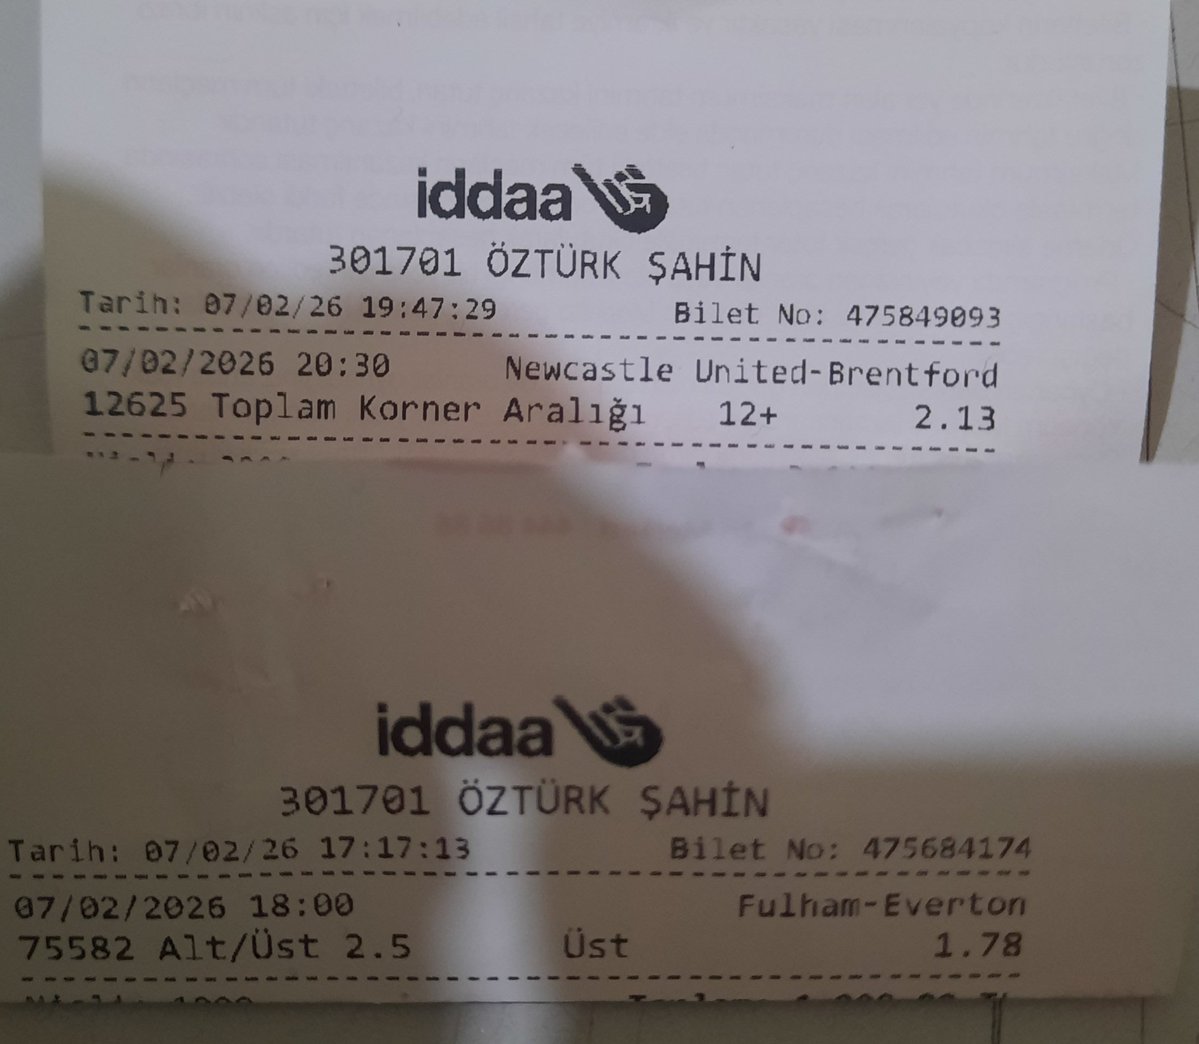 iddaa
301701 ÖZTÜRK ŞAHİN
Tarih: 07/02/26 19:47:29 Bilet No: 475849093
07/02/2026 20:30 Newcastle United-Brentford
12625 Toplam Korner Aralığı 12+ 2.13
iddaa
301701 ÖZTÜRK ŞAHİN
Tarih: 07/02/26 17:17:13 Bilet No: 475684174
07/02/2026 18:00 Fulham-Everton
75582 Alt/Üst 2.5 Üst 1.78